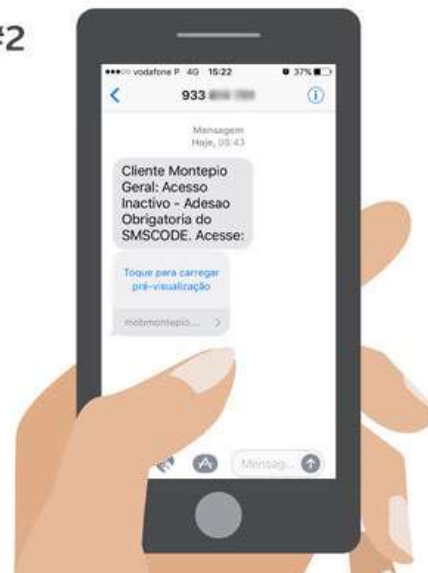 #2
vodafone P 4G 15:22 37%
933
Mensagem
Hoje, 09:43
Cliente Montepio
Geral: Acesso
Inactivo - Adesao
Obrigatoria do
SMSCODE. Acesse:
Toque para carregar
pré-visualização
mobmontepio...
Mensag...